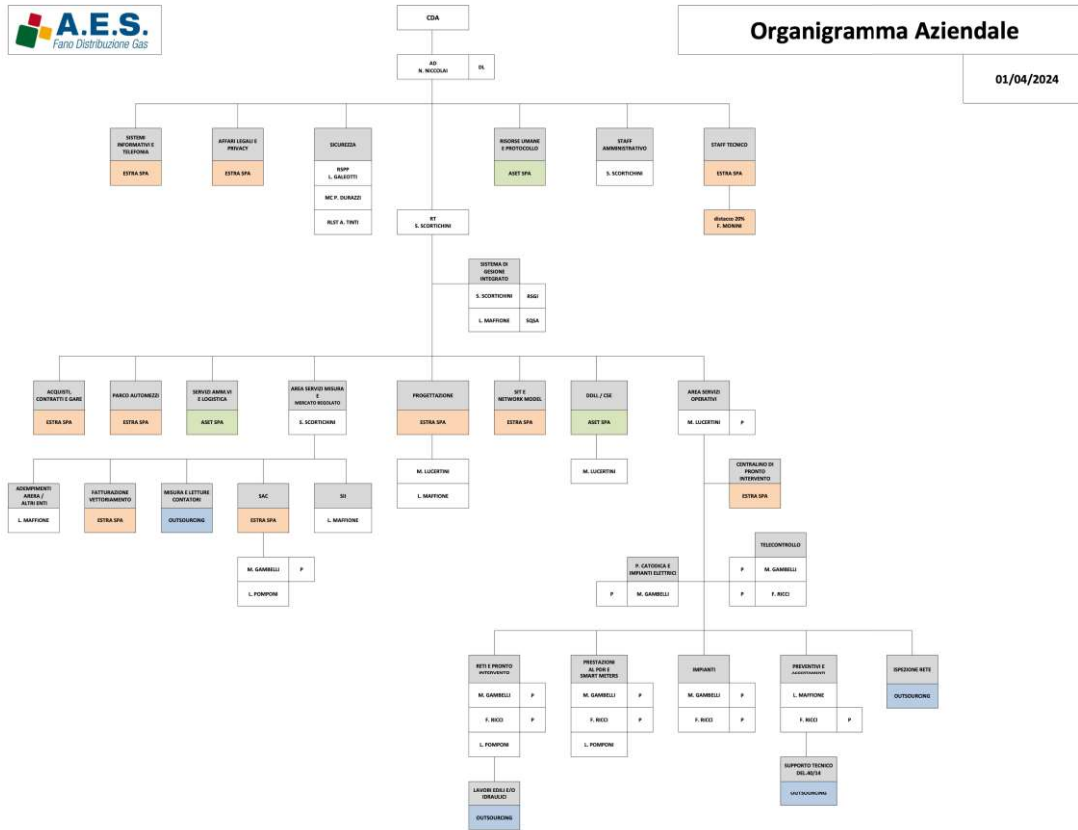 A.E.S.
Fano Distribuzione Gas
Organigramma Aziendale
01/04/2024
CDA
AD
N. NICCOLAI
DL
SISTEMI
INFORMATIVI E
TELEFONIA
ESTRA SPA
AFFARI LEGALI E
PRIVACY
ESTRA SPA
SICUREZZA
RSPP
L. GALEOTTI
MC P. DURAZZI
RLST A. TINTI
RISORSE UMANE
E PROTOCOLLO
ASET SPA
STAFF
AMMINISTRATIVO
S. SCORTICHINI
STAFF TECNICO
ESTRA SPA
distacco 20%
F. MONINI
RT
S. SCORTICHINI
SISTEMA DI
GESIONE
INTEGRATO
S. SCORTICHINI
RSGI
L. MAFFIONE
SQSA
ACQUISTI,
CONTRATTI E GARE
ESTRA SPA
PARCO AUTOMEZZI
ESTRA SPA
SERVIZI AMM.VI
E LOGISTICA
ASET SPA
AREA SERVIZI MISURA
E
MERCATO REGOLATO
S. SCORTICHINI
PROGETTAZIONE
ESTRA SPA
M. LUCERTINI
L. MAFFIONE
SIT E
NETWORK MODEL
ESTRA SPA
DDLL / CSE
ASET SPA
M. LUCERTINI
AREA SERVIZI
OPERATIVI
M. LUCERTINI
P
ADEMPIMENTI
ARERA /
ALTRI ENTI
L. MAFFIONE
FATTURAZIONE
VETTORIAMENTO
ESTRA SPA
MISURA E LETTURE
CONTATORI
OUTSOURCING
SAC
ESTRA SPA
M. GAMBELLI
P
L. POMPONI
SII
L. MAFFIONE
CENTRALINO DI
PRONTO
INTERVENTO
ESTRA SPA
P. CATODICA E
IMPIANTI ELETTRICI
P
M. GAMBELLI
TELECONTROLLO
P
M. GAMBELLI
P
F. RICCI
RETI E PRONTO
INTERVENTO
M. GAMBELLI
P
F. RICCI
P
L. POMPONI
LAVORI EDILI E/O
IDRAULICI
OUTSOURCING
PRESTAZIONI
AL PDR E
SMART METERS
M. GAMBELLI
P
F. RICCI
P
L. POMPONI
IMPIANTI
M. GAMBELLI
P
F. RICCI
P
PREVENTIVI E
ACCERTAMENTI
L. MAFFIONE
F. RICCI
P
SUPPORTO TECNICO
DEL.40/14
OUTSOURCING
ISPEZIONE RETE
OUTSOURCING